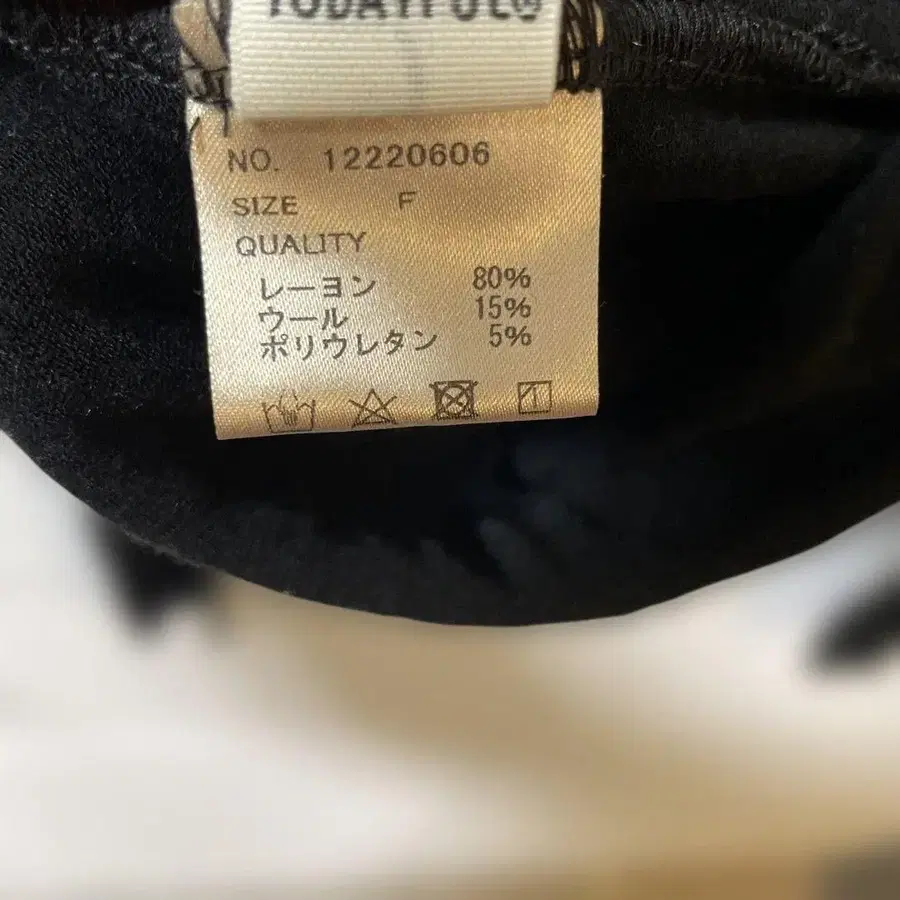 TODAYFUL®
NO. 12220606
SIZE F
QUALITY
レーヨン 80%
ウール 15%
ポリウレタン 5%